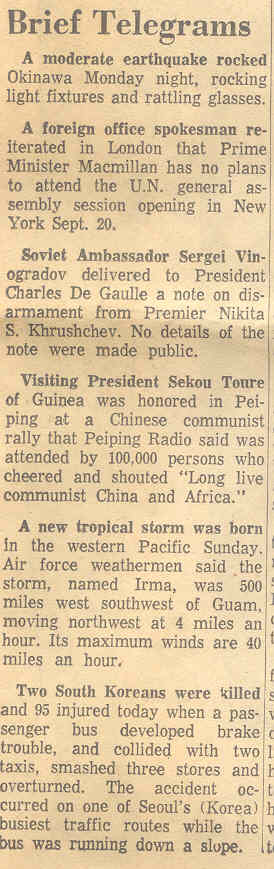 Brief Telegrams
A moderate earthquake rocked
Okinawa Monday night, rocking
light fixtures and rattling glasses.
A foreign office spokesman re-
iterated in London that Prime
Minister Macmillan has no plans
to attend the U.N. general as-
sembly session opening in New
York Sept. 20.
Soviet Ambassador Sergei Vin-
ogradov delivered to President
Charles De Gaulle a note on dis-
armament from Premier Nikita
S. Khrushchev. No details of the
note were made public.
Visiting President Sekou Toure
of Guinea was honored in Pei-
ping at a Chinese communist
rally that Peiping Radio said was
attended by 100,000 persons who
cheered and shouted "Long live
communist China and Africa."
A new tropical storm was born
in the western Pacific Sunday.
Air force weathermen said the
storm, named Irma, was 500
miles west southwest of Guam,
moving northwest at 4 miles an
hour. Its maximum winds are 40
miles an hour.
Two South Koreans were killed
and 95 injured today when a pas-
senger bus developed brake
trouble, and collided with two
taxis, smashed three stores and
overturned. The accident oc-
curred on one of Seoul's (Korea)
busiest traffic routes while the
bus was running down a slope.